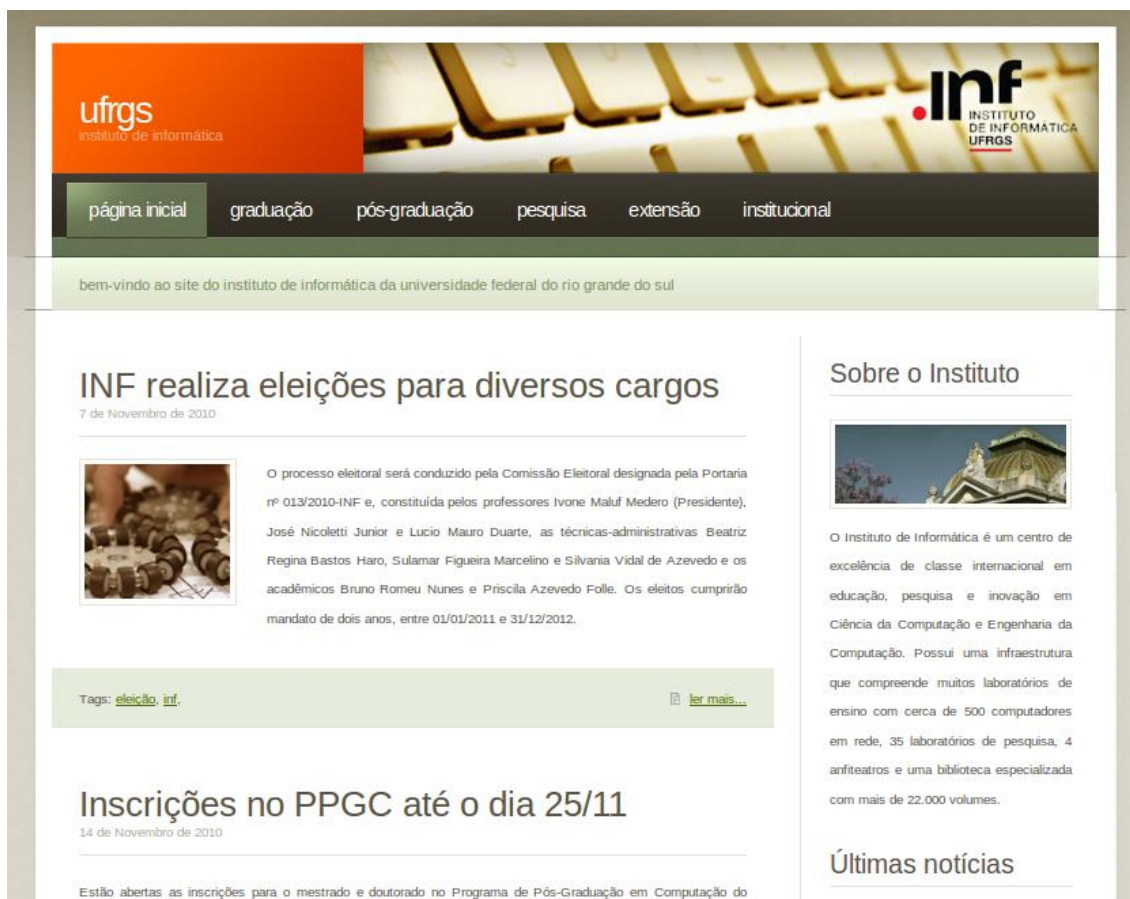 ufrgs
instituto de informática
.inf
INSTITUTO
DE INFORMÁTICA
UFRGS
página inicial graduação pós-graduação pesquisa extensão institucional
bem-vindo ao site do instituto de informática da universidade federal do rio grande do sul
INF realiza eleições para diversos cargos
7 de Novembro de 2010
O processo eleitoral será conduzido pela Comissão Eleitoral designada pela Portaria
nº 013/2010-INF e, constituída pelos professores Ivone Maluf Medero (Presidente),
José Nicoletti Junior e Lucio Mauro Duarte, as técnicas-administrativas Beatriz
Regina Bastos Haro, Sulamar Figueira Marcelino e Silvania Vidal de Azevedo e os
acadêmicos Bruno Romeu Nunes e Priscila Azevedo Folle. Os eleitos cumprirão
mandato de dois anos, entre 01/01/2011 e 31/12/2012.
Tags: eleição, inf,
ler mais...
Inscrições no PPGC até o dia 25/11
14 de Novembro de 2010
Estão abertas as inscrições para o mestrado e doutorado no Programa de Pós-Graduação em Computação do
Sobre o Instituto
O Instituto de Informática é um centro de
excelência de classe internacional em
educação, pesquisa e inovação em
Ciência da Computação e Engenharia da
Computação. Possui uma infraestrutura
que compreende muitos laboratórios de
ensino com cerca de 500 computadores
em rede, 35 laboratórios de pesquisa, 4
anfiteatros e uma biblioteca especializada
com mais de 22.000 volumes.
Últimas notícias